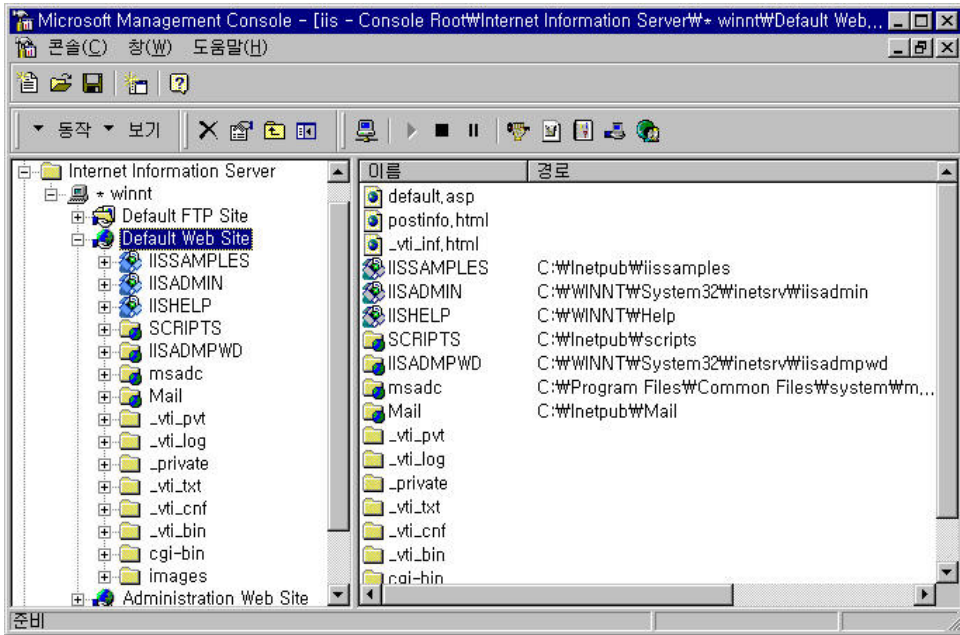 Microsoft Management Console - [iis - Console Root₩Internet Information Server₩* winnt₩Default Web...
콘솔(C) 창(W) 도움말(H)
동작 보기
Internet Information Server
* winnt
Default FTP Site
Default Web Site
IISSAMPLES
IISADMIN
IISHELP
SCRIPTS
IISADMPWD
msadc
Mail
_vti_pvt
_vti_log
_private
_vti_txt
_vti_cnf
_vti_bin
cgi-bin
images
Administration Web Site
이름 경로
default.asp
postinfo.html
_vti_inf.html
IISSAMPLES C:₩Inetpub₩iissamples
IISADMIN C:₩WINNT₩System32₩inetsrv₩iisadmin
IISHELP C:₩WINNT₩Help
SCRIPTS C:₩Inetpub₩scripts
IISADMPWD C:₩WINNT₩System32₩inetsrv₩iisadmpwd
msadc C:₩Program Files₩Common Files₩system₩m...
Mail C:₩Inetpub₩Mail
_vti_pvt
_vti_log
_private
_vti_txt
_vti_cnf
_vti_bin
cgi-bin
준비